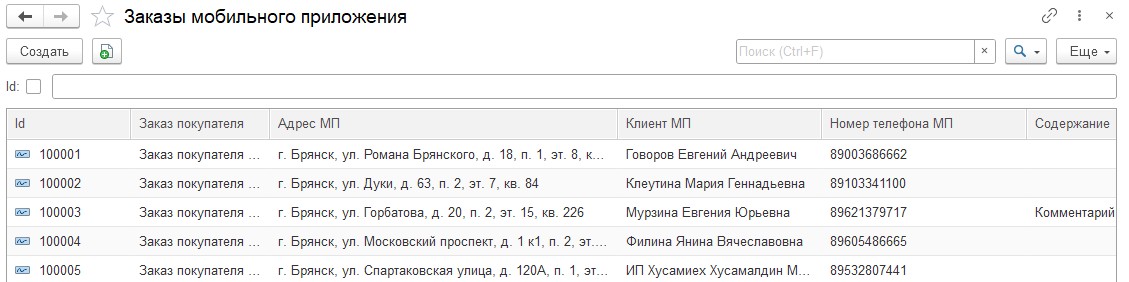 Заказы мобильного приложения
Создать Поиск (Ctrl+F) × Еще
Id:
Id Заказ покупателя Адрес МП Клиент МП Номер телефона МП Содержание
100001 Заказ покупателя ... г. Брянск, ул. Романа Брянского, д. 18, п. 1, эт. 8, к... Говоров Евгений Андреевич 89003686662
100002 Заказ покупателя ... г. Брянск, ул. Дуки, д. 63, п. 2, эт. 7, кв. 84 Клеутина Мария Геннадьевна 89103341100
100003 Заказ покупателя ... г. Брянск, ул. Горбатова, д. 20, п. 2, эт. 15, кв. 226 Мурзина Евгения Юрьевна 89621379717 Комментарий
100004 Заказ покупателя ... г. Брянск, ул. Московский проспект, д. 1 к1, п. 2, эт.... Филина Янина Вячеславовна 89605486665
100005 Заказ покупателя ... г. Брянск, ул. Спартаковская улица, д. 120А, п. 1, эт... ИП Хусамиех Хусамалдин М... 89532807441